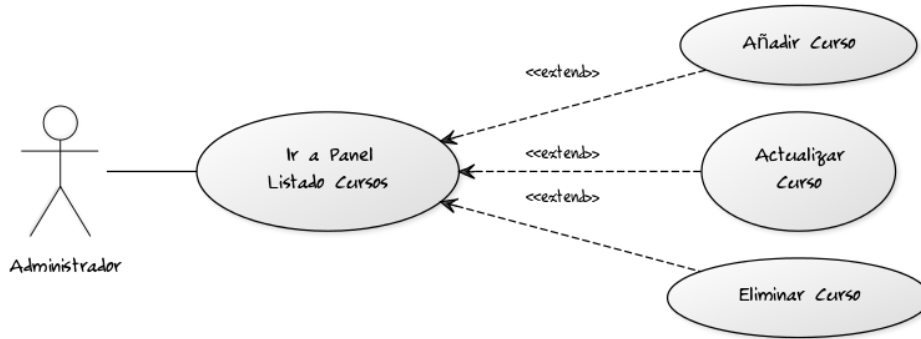 Añadir Curso
<<extend>>
Ir a Panel
Listado Cursos
<<extend>>
Actualizar
Curso
<<extend>>
Administrador
Eliminar Curso